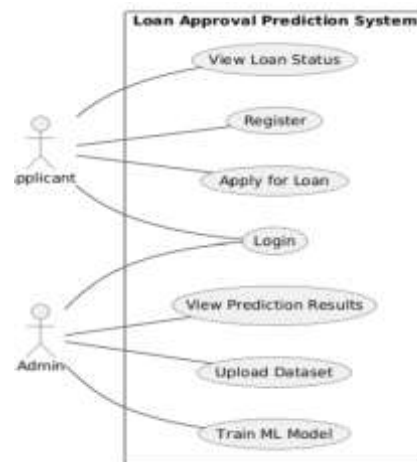 Loan Approval Prediction System
View Loan Status
Register
Applicant
Apply for Loan
Login
View Prediction Results
Admin
Upload Dataset
Train ML Model